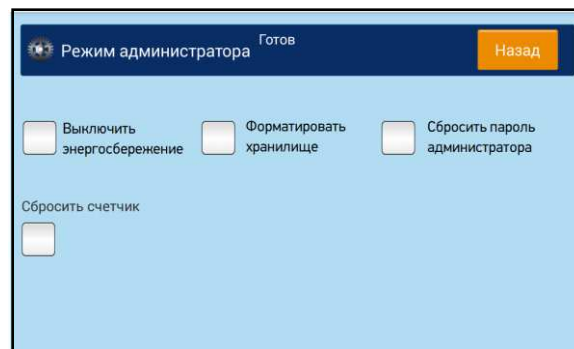 Режим администратора
Готов
Назад
Выключить
энергосбережение
Форматировать
хранилище
Сбросить пароль
администратора
Сбросить счетчик